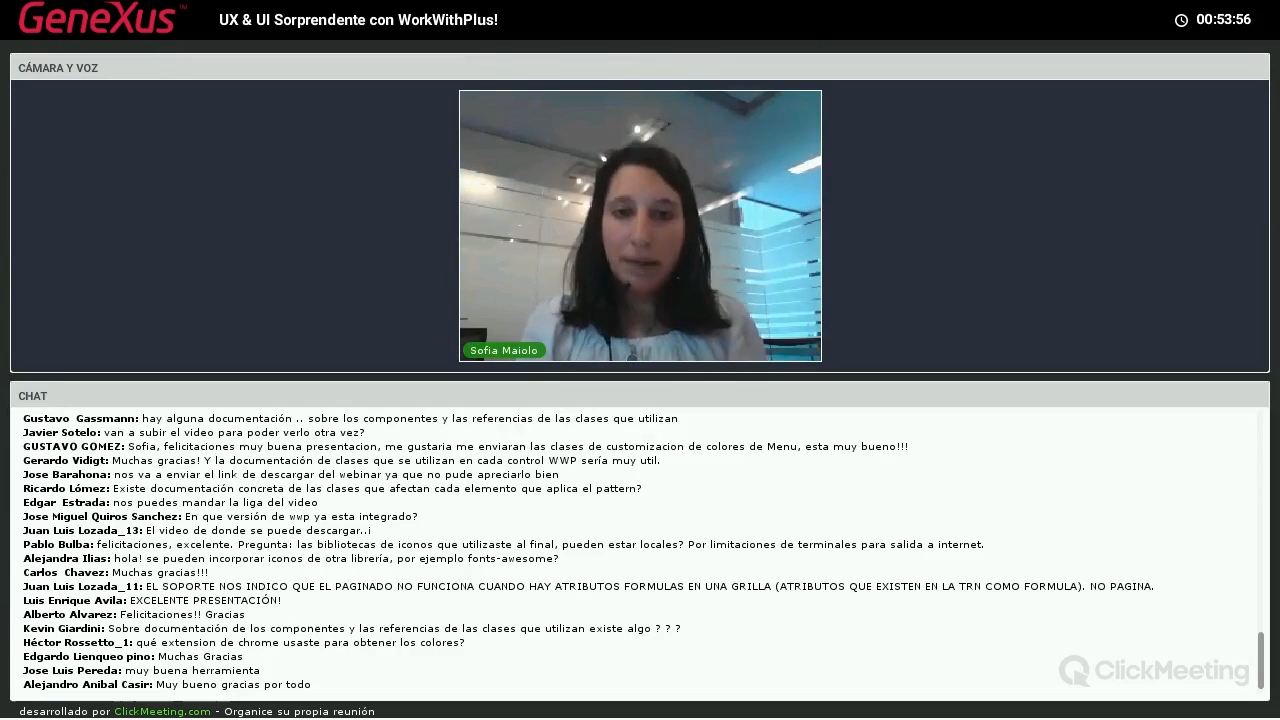 GeneXus™
UX & UI Sorprendente con WorkWithPlus!
00:53:56
CÁMARA Y VOZ
Sofia Maiolo
CHAT
Gustavo Gassmann: hay alguna documentación .. sobre los componentes y las referencias de las clases que utilizan
Javier Sotelo: van a subir el video para poder verlo otra vez?
GUSTAVO GOMEZ: Sofia, felicitaciones muy buena presentacion, me gustaria me enviaran las clases de customizacion de colores de Menu, esta muy bueno!!!
Gerardo Vidigt: Muchas gracias! Y la documentación de clases que se utilizan en cada control WWP sería muy util.
Jose Barahona: nos va a enviar el link de descargar del webinar ya que no pude apreciarlo bien
Ricardo Lómez: Existe documentación concreta de las clases que afectan cada elemento que aplica el pattern?
Edgar Estrada: nos puedes mandar la liga del video
Jose Miguel Quiros Sanchez: En que versión de wwp ya esta integrado?
Juan Luis Lozada_13: El video de donde se puede descargar..¡
Pablo Bulba: felicitaciones, excelente. Pregunta: las bibliotecas de iconos que utilizaste al final, pueden estar locales? Por limitaciones de terminales para salida a internet.
Alejandra Ilias: hola! se pueden incorporar iconos de otra librería, por ejemplo fonts-awesome?
Carlos Chavez: Muchas gracias!!!
Juan Luis Lozada_11: EL SOPORTE NOS INDICO QUE EL PAGINADO NO FUNCIONA CUANDO HAY ATRIBUTOS FORMULAS EN UNA GRILLA (ATRIBUTOS QUE EXISTEN EN LA TRN COMO FORMULA). NO PAGINA.
Luis Enrique Avila: EXCELENTE PRESENTACIÓN!
Alberto Alvarez: Felicitaciones!! Gracias
Kevin Giardini: Sobre documentación de los componentes y las referencias de las clases que utilizan existe algo ? ? ?
Héctor Rossetto_1: qué extension de chrome usaste para obtener los colores?
Edgardo Lienqueo pino: Muchas Gracias
Jose Luis Pereda: muy buena herramienta
Alejandro Anibal Casir: Muy bueno gracias por todo
ClickMeeting
desarrollado por ClickMeeting.com - Organice su propia reunión